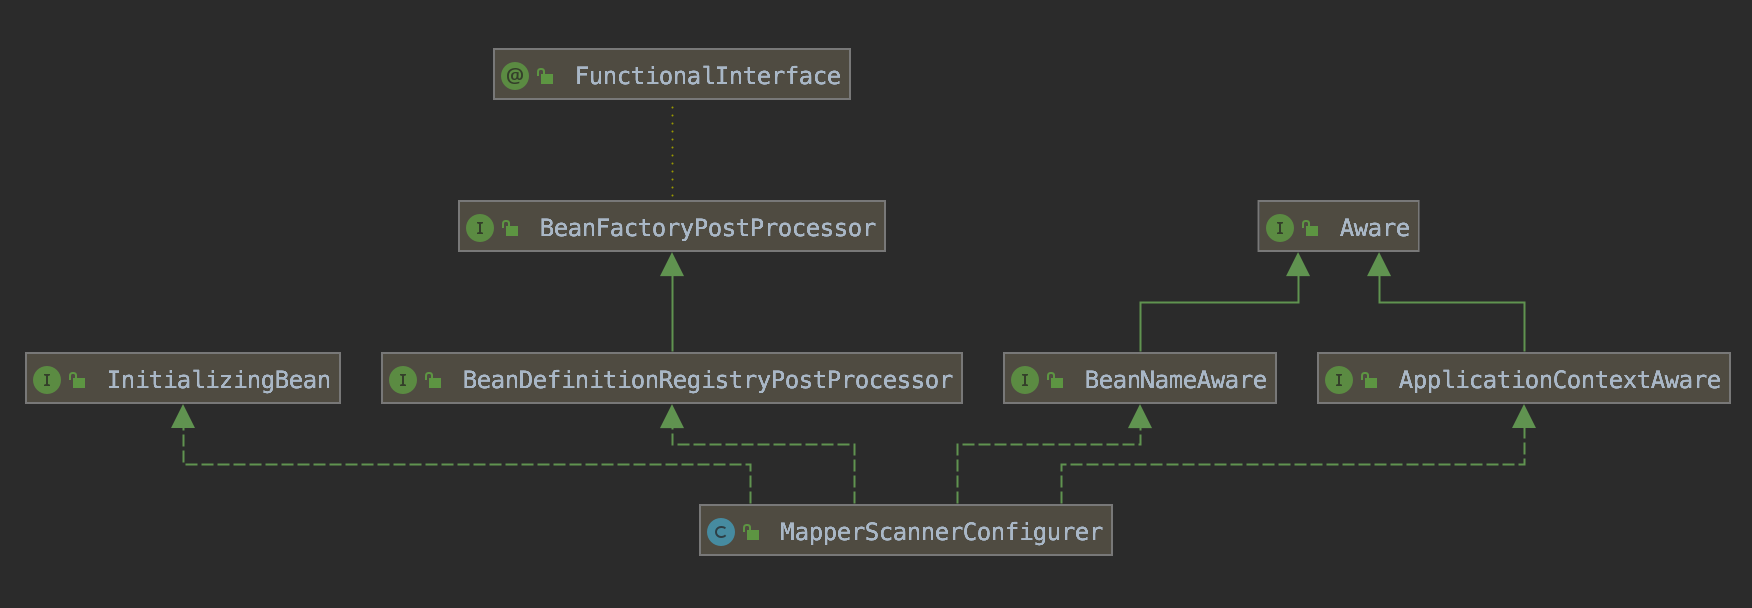 @ FunctionalInterface
I BeanFactoryPostProcessor
I Aware
I InitializingBean
I BeanDefinitionRegistryPostProcessor
I BeanNameAware
I ApplicationContextAware
C MapperScannerConfigurer